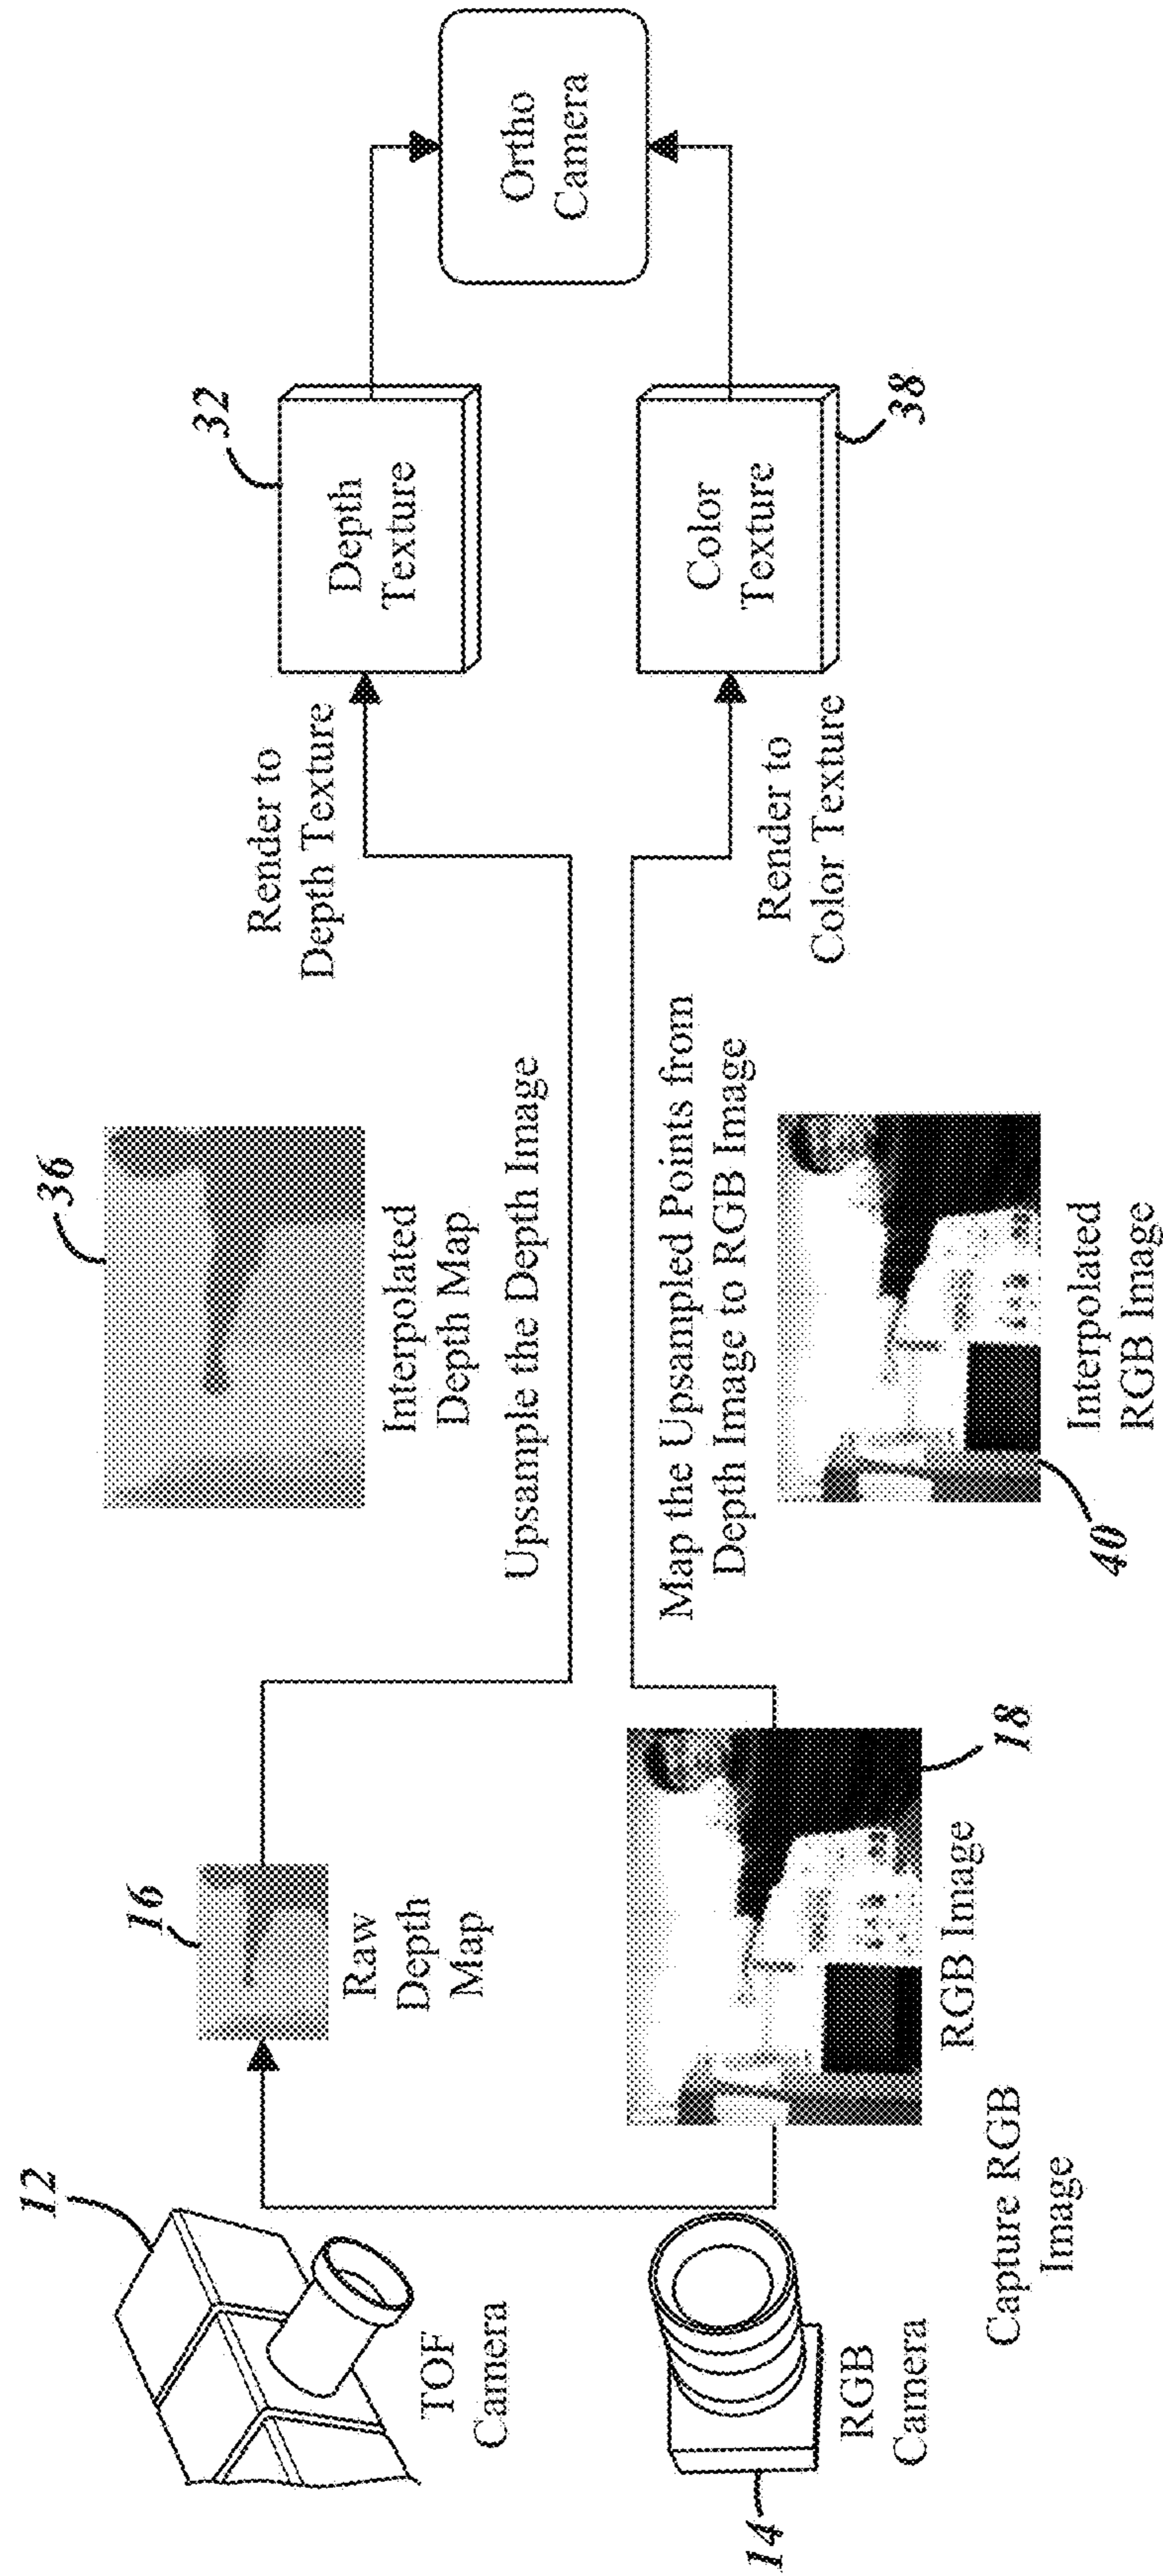 12
TOF
Camera
14
RGB
Camera
Capture RGB
Image
16
Raw
Depth
Map
18
RGB Image
36
Interpolated
Depth Map
Upsample the Depth Image
Map the Upsampled Points from
Depth Image to RGB Image
40
Interpolated
RGB Image
Render to
Depth Texture
32
Depth
Texture
Render to
Color Texture
38
Color
Texture
Ortho
Camera